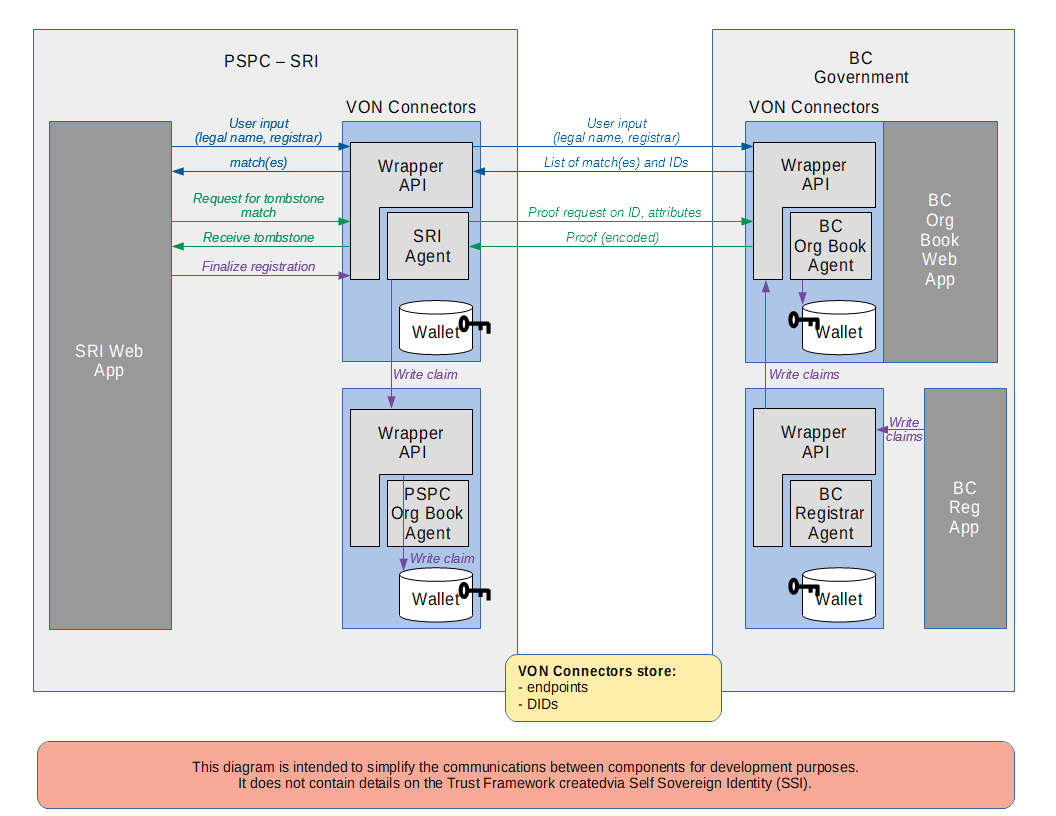 PSPC – SRI
BC
Government
VON Connectors
VON Connectors
User input
(legal name, registrar)
User input
(legal name, registrar)
match(es)
List of match(es) and IDs
Wrapper
API
Wrapper
API
Request for tombstone
match
Proof request on ID, attributes
Receive tombstone
Proof (encoded)
SRI
Agent
BC
Org Book
Agent
BC
Org
Book
Web
App
Finalize registration
Wallet
Wallet
SRI Web
App
Write claim
Write claims
Wrapper
API
Wrapper
API
Write
claims
PSPC
Org Book
Agent
BC
Registrar
Agent
BC
Reg
App
Write claim
Wallet
Wallet
VON Connectors store:
- endpoints
- DIDs
This diagram is intended to simplify the communications between components for development purposes.
It does not contain details on the Trust Framework createdvia Self Sovereign Identity (SSI).